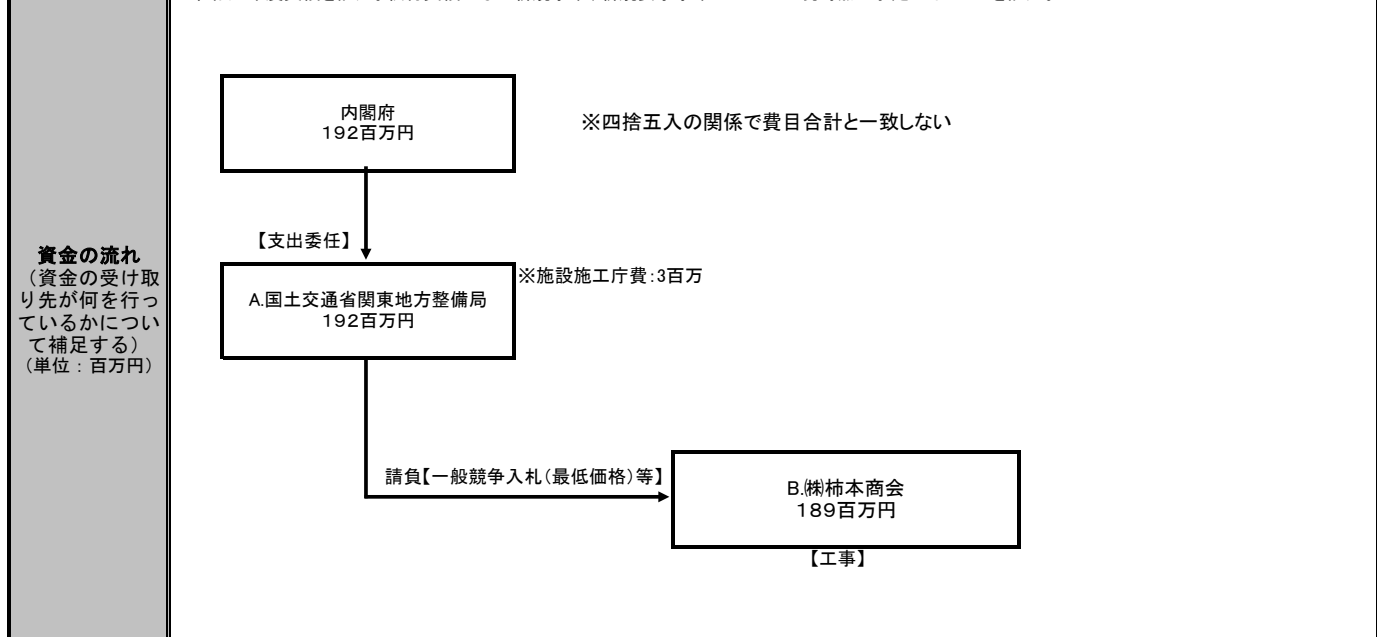 内閣府
192百万円
※四捨五入の関係で費目合計と一致しない
【支出委任】
資金の流れ
（資金の受け取
り先が何を行っ
ているかについ
て補足する）
（単位：百万円）
A.国土交通省関東地方整備局
192百万円
※施設施工庁費：3百万
請負【一般競争入札（最低価格）等】
B.㈱柿本商会
189百万円
【工事】